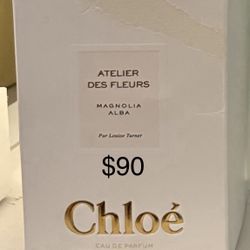 ATELIER
DES FLEURS
MAGNOLIA
ALBA
Par Louise Turner
$90
Chloé
EAU DE PARFUM